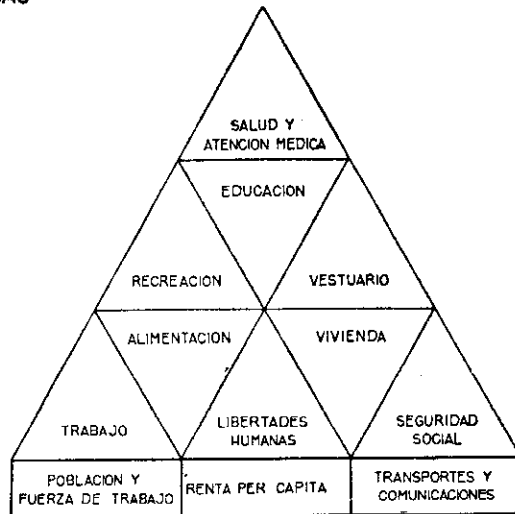 SALUD Y
ATENCION MEDICA
EDUCACION
RECREACION
VESTUARIO
ALIMENTACION
VIVIENDA
TRABAJO
LIBERTADES
HUMANAS
SEGURIDAD
SOCIAL
POBLACION Y
FUERZA DE TRABAJO
RENTA PER CAPITA
TRANSPORTES Y
COMUNICACIONES